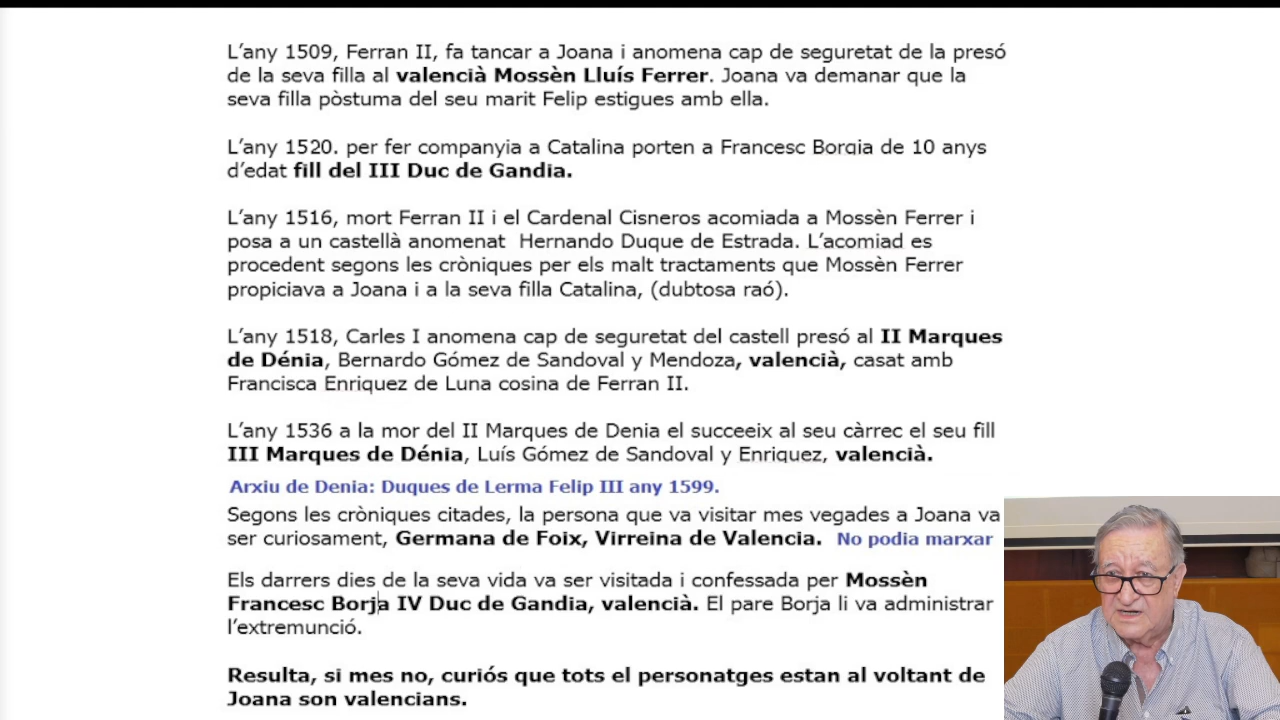 L’any 1509, Ferran II, fa tancar a Joana i anomena cap de seguretat de la presó
de la seva filla al valencià Mossèn Lluís Ferrer. Joana va demanar que la
seva filla pòstuma del seu marit Felip estigues amb ella.
L’any 1520. per fer companyia a Catalina porten a Francesc Borgia de 10 anys
d’edat fill del III Duc de Gandia.
L’any 1516, mort Ferran II i el Cardenal Cisneros acomiada a Mossèn Ferrer i
posa a un castellà anomenat Hernando Duque de Estrada. L’acomiad es
procedent segons les cròniques per els malt tractaments que Mossèn Ferrer
propiciava a Joana i a la seva filla Catalina, (dubtosa raó).
L’any 1518, Carles I anomena cap de seguretat del castell presó al II Marques
de Dénia, Bernardo Gómez de Sandoval y Mendoza, valencià, casat amb
Francisca Enriquez de Luna cosina de Ferran II.
L’any 1536 a la mor del II Marques de Denia el succeeix al seu càrrec el seu fill
III Marques de Dénia, Luís Gómez de Sandoval y Enriquez, valencià.
Arxiu de Denia: Duques de Lerma Felip III any 1599.
Segons les cròniques citades, la persona que va visitar mes vegades a Joana va
ser curiosament, Germana de Foix, Virreina de Valencia. No podia marxar
Els darrers dies de la seva vida va ser visitada i confessada per Mossèn
Francesc Borja IV Duc de Gandia, valencià. El pare Borja li va administrar
l’extremunció.
Resulta, si mes no, curiós que tots el personatges estan al voltant de
Joana son valencians.